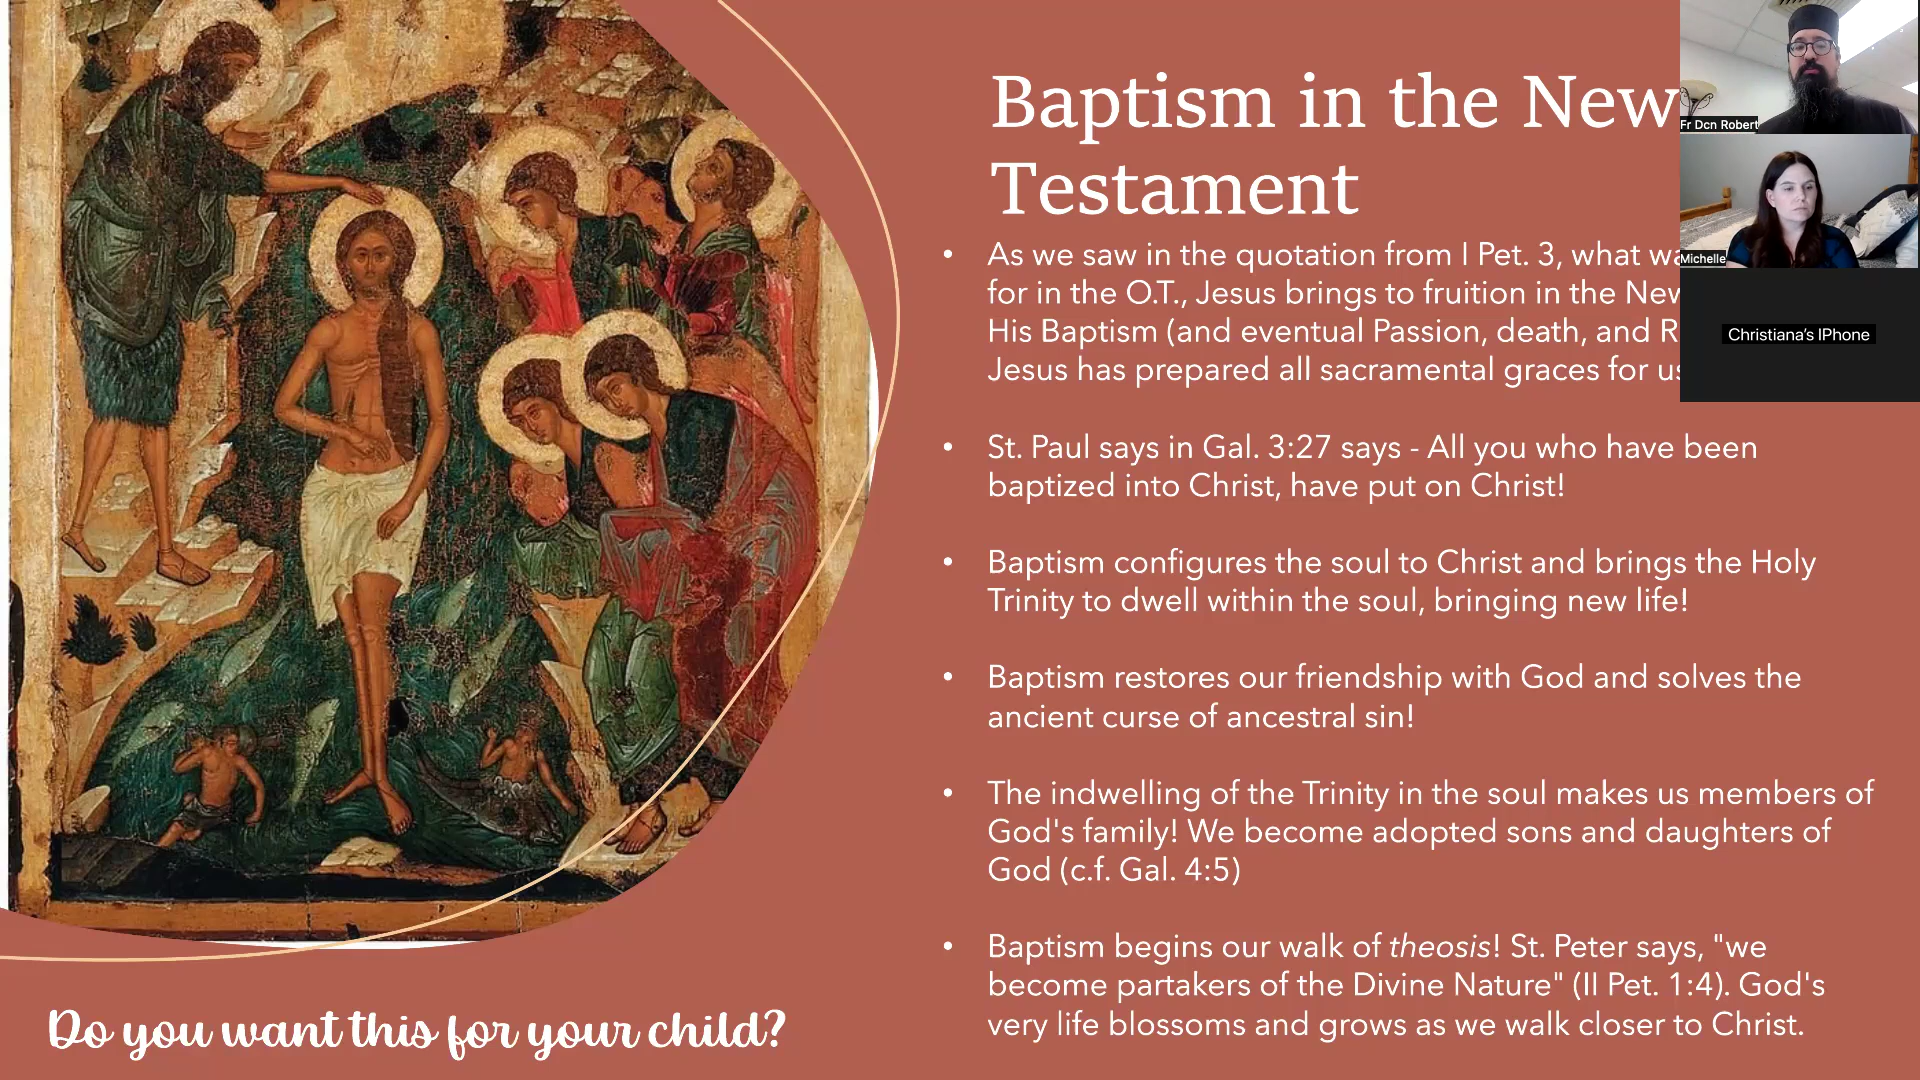 Baptism in the New
Testament
• As we saw in the quotation from I Pet. 3, what wa
for in the O.T., Jesus brings to fruition in the New
His Baptism (and eventual Passion, death, and R
Jesus has prepared all sacramental graces for us
• St. Paul says in Gal. 3:27 says - All you who have been
baptized into Christ, have put on Christ!
• Baptism configures the soul to Christ and brings the Holy
Trinity to dwell within the soul, bringing new life!
• Baptism restores our friendship with God and solves the
ancient curse of ancestral sin!
• The indwelling of the Trinity in the soul makes us members of
God's family! We become adopted sons and daughters of
God (c.f. Gal. 4:5)
• Baptism begins our walk of theosis! St. Peter says, "we
become partakers of the Divine Nature" (II Pet. 1:4). God's
very life blossoms and grows as we walk closer to Christ.
Do you want this for your child?
Fr Dcn Robert
Michelle
Christiana's IPhone